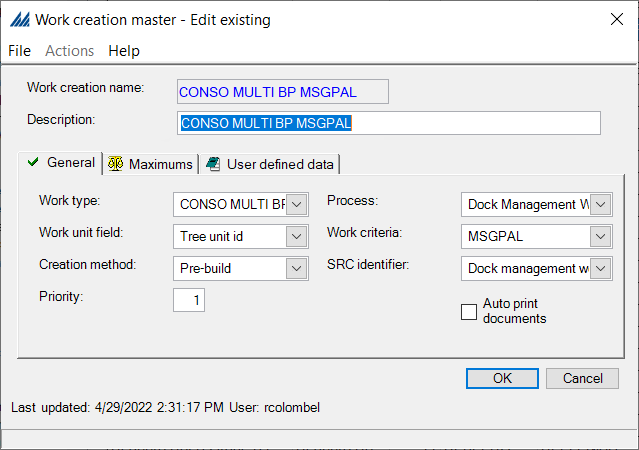 Work creation master - Edit existing
File Actions Help
Work creation name: CONSO MULTI BP MSGPAL
Description: CONSO MULTI BP MSGPAL
General Maximums User defined data
Work type: CONSO MULTI BP Process: Dock Management W
Work unit field: Tree unit id Work criteria: MSGPAL
Creation method: Pre-build SRC identifier: Dock management w
Priority: 1 Auto print
documents
OK Cancel
Last updated: 4/29/2022 2:31:17 PM User: rcolombel